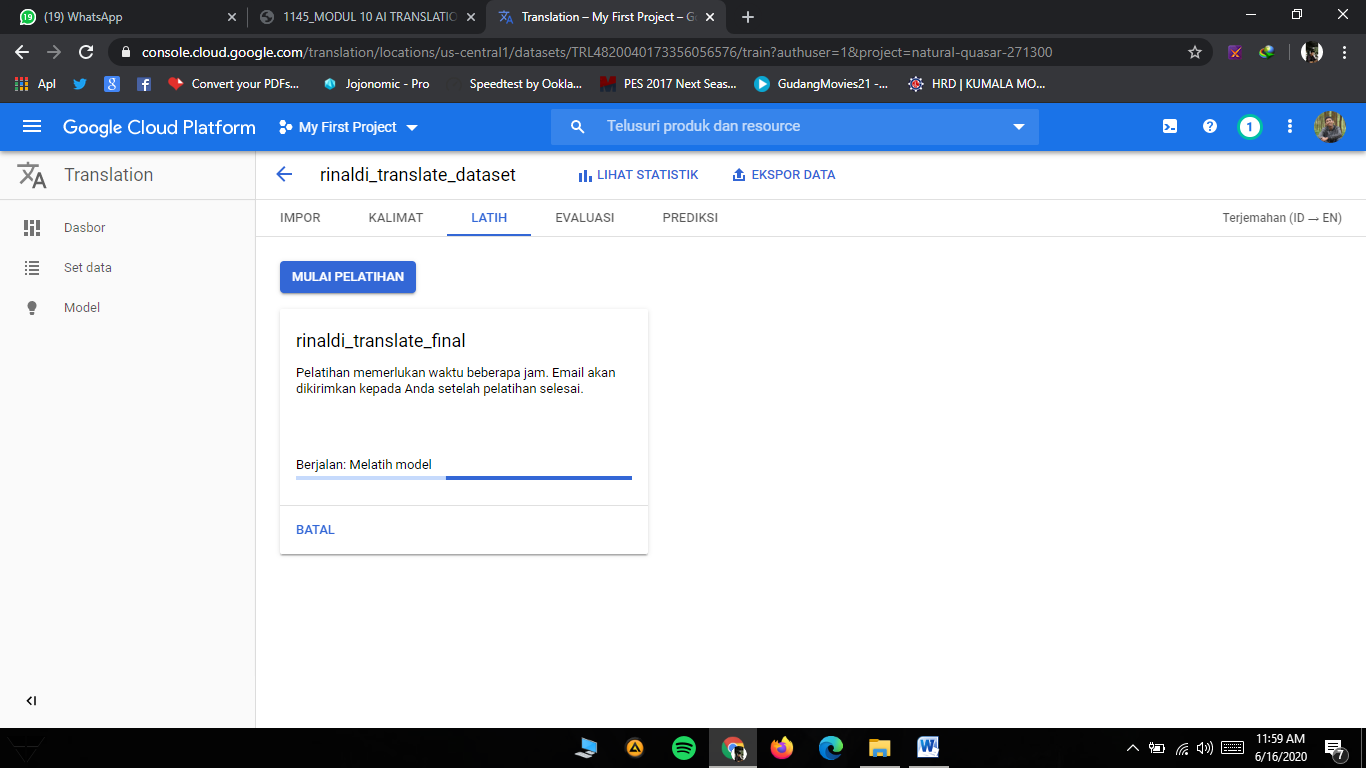 (19) WhatsApp
1145_MODUL 10 AI TRANSLATIO
Translation – My First Project – G
console.cloud.google.com/translation/locations/us-central1/datasets/TRL4820040173356056576/train?authuser=1&project=natural-quasar-271300
Apl
Convert your PDFs...
Jojonomic - Pro
Speedtest by Ookla...
PES 2017 Next Seas...
GudangMovies21 -...
HRD | KUMALA MO...
Google Cloud Platform
My First Project
Telusuri produk dan resource
1
Translation
rinaldi_translate_dataset
LIHAT STATISTIK
EKSPOR DATA
Dasbor
Set data
Model
IMPOR
KALIMAT
LATIH
EVALUASI
PREDIKSI
Terjemahan (ID → EN)
MULAI PELATIHAN
rinaldi_translate_final
Pelatihan memerlukan waktu beberapa jam. Email akan
dikirimkan kepada Anda setelah pelatihan selesai.
Berjalan: Melatih model
BATAL
11:59 AM
6/16/2020
7